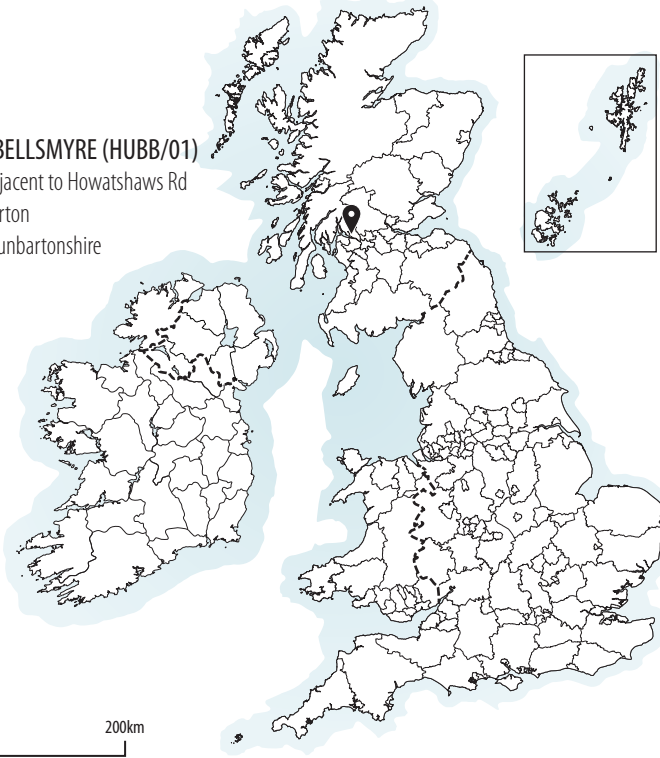 BELLSMYRE (HUBB/01)
jacent to Howatshaws Rd
rton
unbartonshire
200km